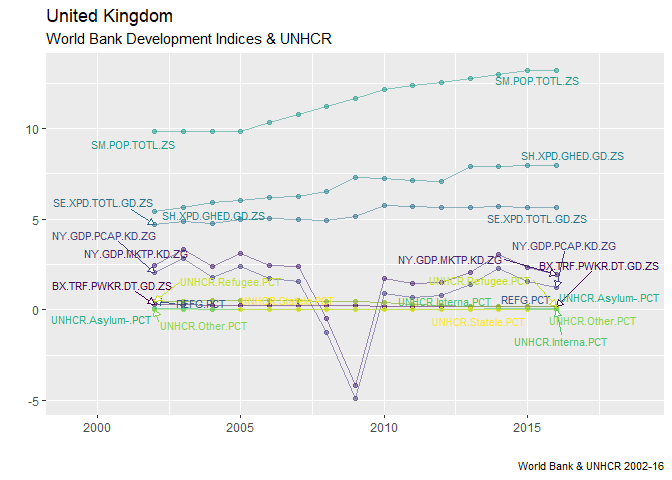 United Kingdom
World Bank Development Indices & UNHCR
SM.POP.TOTL.ZS
10
SM.POP.TOTL.ZS
SH.XPD.GHED.GD.ZS
SE.XPD.TOTL.GD.ZS
SH.XPD.GHED.GD.ZS
5
SE.XPD.TOTL.GD.ZS
NY.GDP.PCAP.KD.ZG
NY.GDP.PCAP.KD.ZG
NY.GDP.MKTP.KD.ZG
NY.GDP.MKTP.KD.ZG
BX.TRF.PWKR.DT.GD.ZS
BX.TRF.PWKR.DT.GD.ZS
UNHCR.Refugee.PCT
UNHCR.Refugee.PCT
REFG.PCT
UNHCR.Statele.PCT
UNHCR.Interna.PCT
REFG.PCT
UNHCR.Asylum-.PCT
0
UNHCR.Asylum-.PCT
UNHCR.Other.PCT
UNHCR.Statele.PCT
UNHCR.Other.PCT
UNHCR.Interna.PCT
-5
2000
2005
2010
2015
World Bank & UNHCR 2002-16